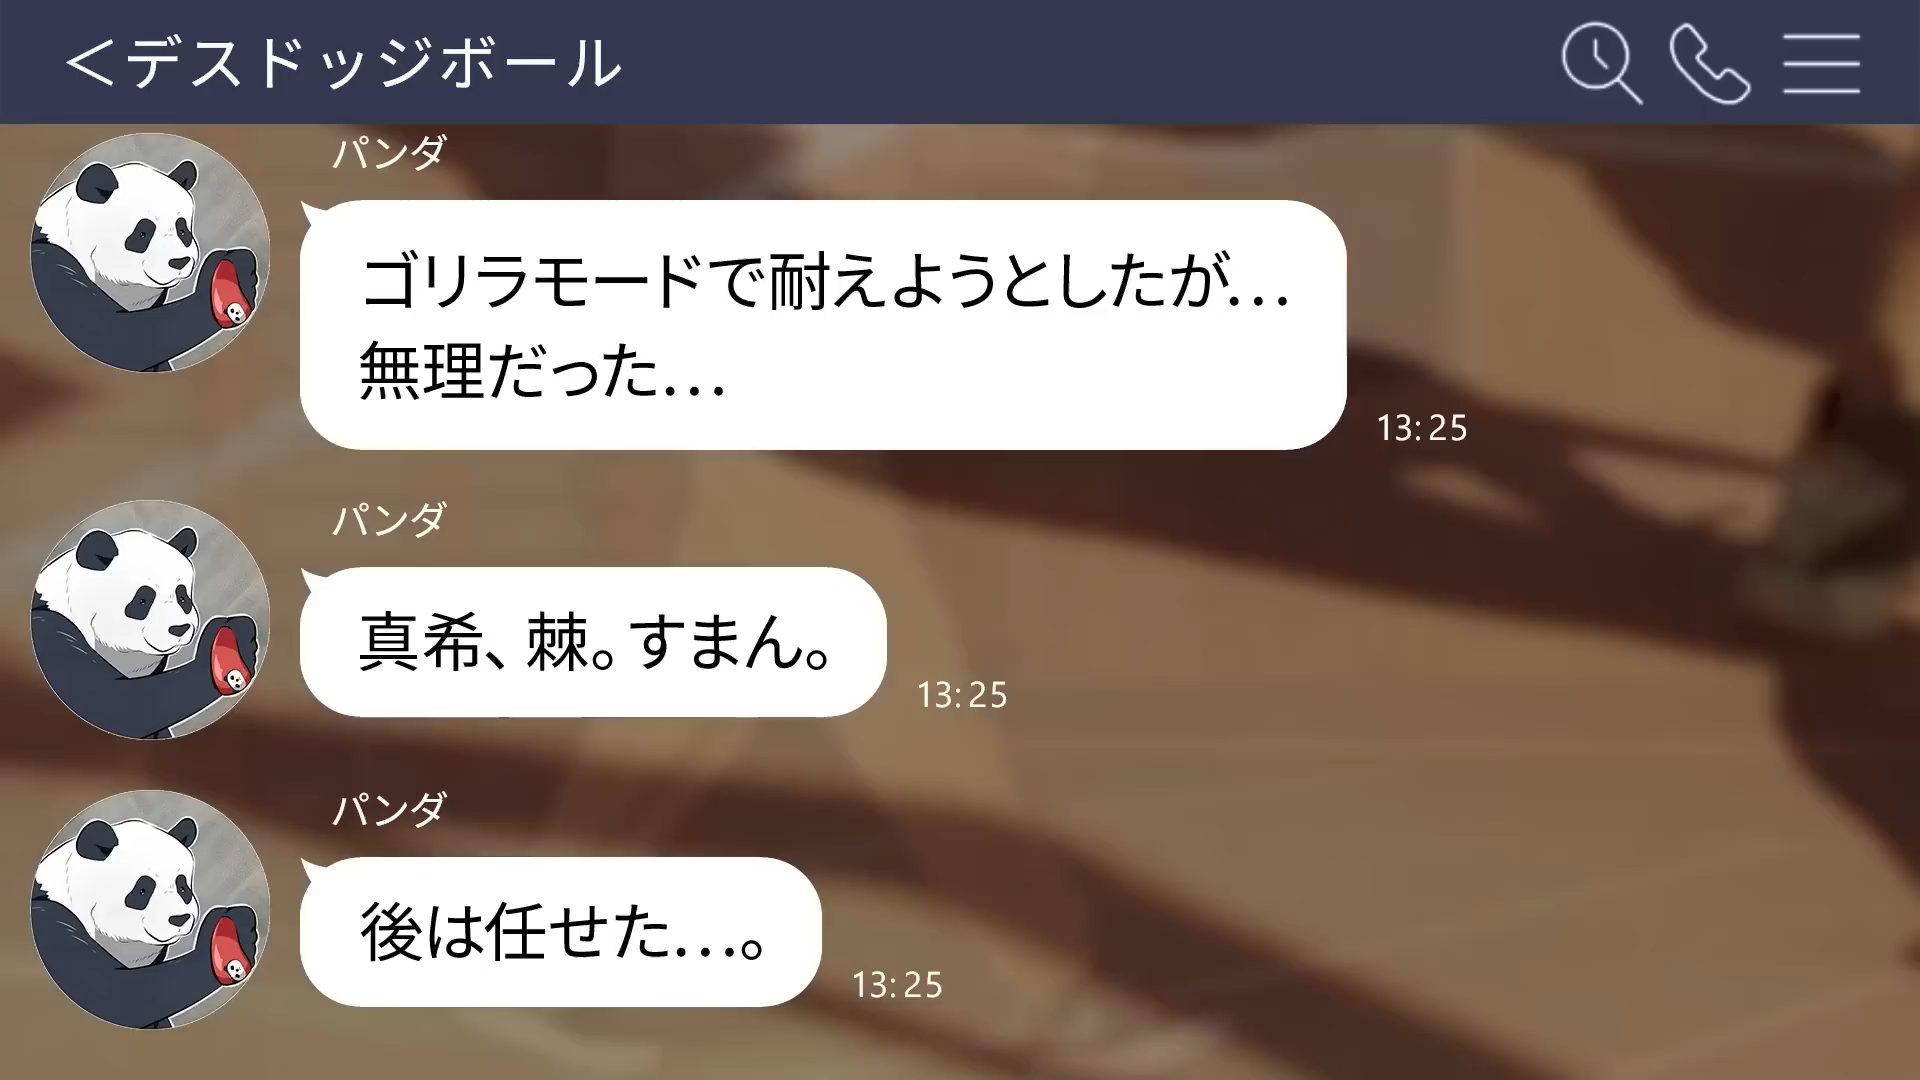 <デスドッジボール
パンダ
ゴリラモードで耐えようとしたが…
無理だった…
13:25
パンダ
真希、棘。すまん。
13:25
パンダ
後は任せた…。
13:25